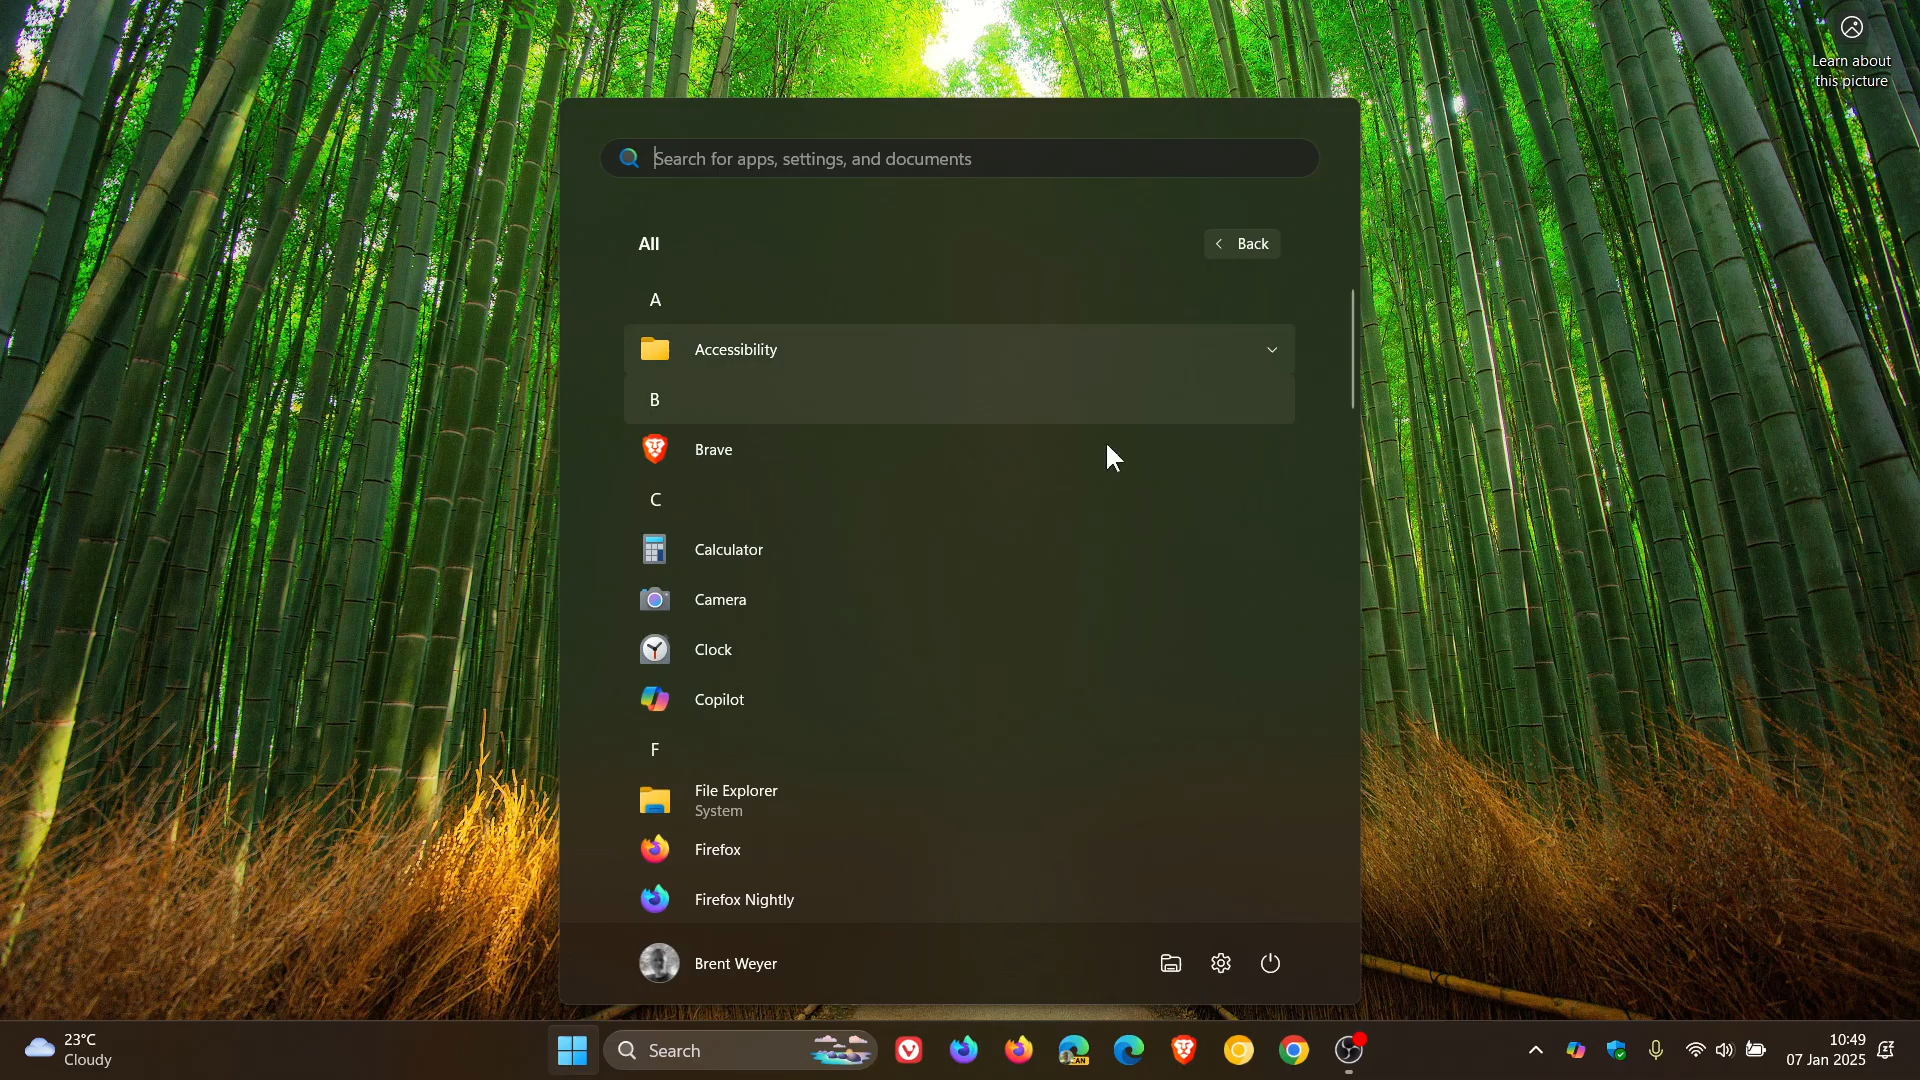 Learn about
this picture
Search for apps, settings, and documents
All
Back
A
Accessibility
B
Brave
C
Calculator
Camera
Clock
Copilot
F
File Explorer
System
Firefox
Firefox Nightly
Brent Weyer
23°C
Cloudy
Search
CAN
10:49
07 Jan 2025